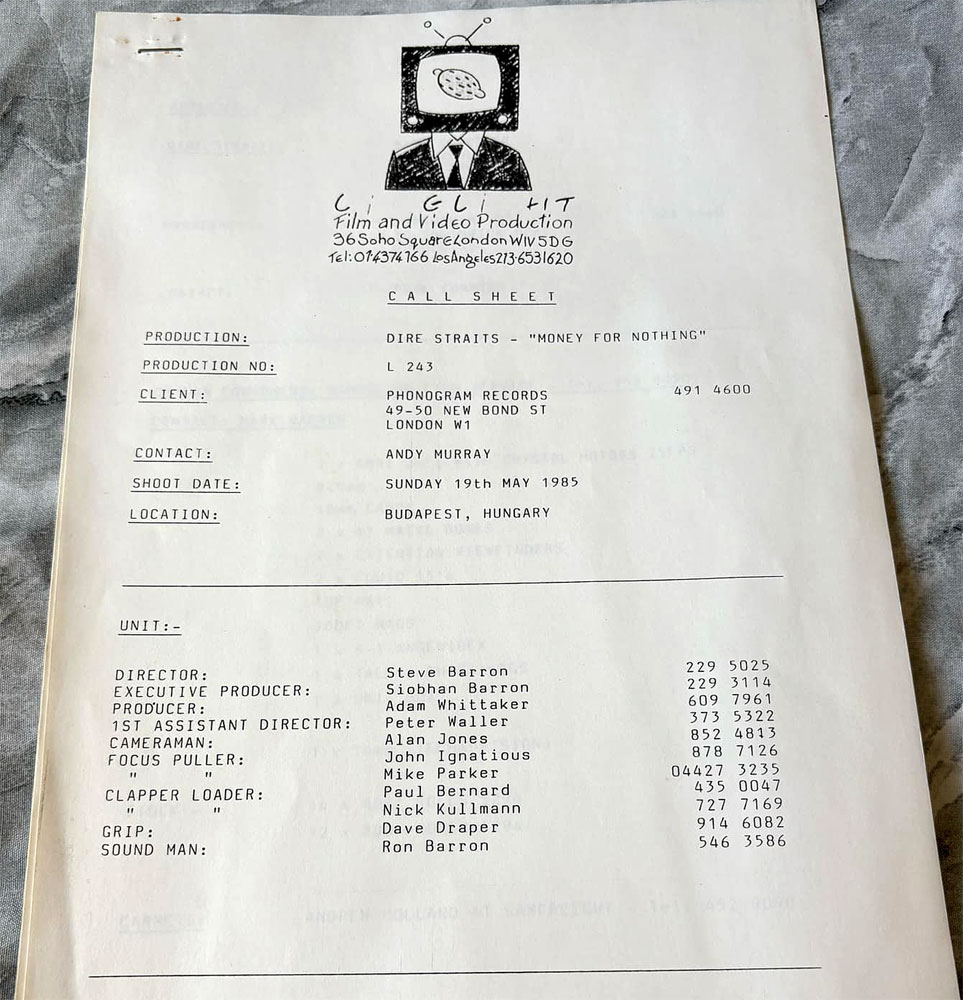 Film and Video Production
36 Soho Square London W1V 5DG
Tel: 01 4374766 Los Angeles 213·6531620
CALL SHEET
PRODUCTION: DIRE STRAITS - "MONEY FOR NOTHING"
PRODUCTION NO: L 243
CLIENT: PHONOGRAM RECORDS 491 4600
49-50 NEW BOND ST
LONDON W1
CONTACT: ANDY MURRAY
SHOOT DATE: SUNDAY 19th MAY 1985
LOCATION: BUDAPEST, HUNGARY
UNIT:-
DIRECTOR: Steve Barron 229 5025
EXECUTIVE PRODUCER: Siobhan Barron 229 3114
PRODUCER: Adam Whittaker 609 7961
1ST ASSISTANT DIRECTOR: Peter Waller 373 5322
CAMERAMAN: Alan Jones 852 4813
FOCUS PULLER: John Ignatious 878 7126
" " Mike Parker 04427 3235
CLAPPER LOADER: Paul Bernard 435 0047
" " Nick Kullmann 727 7169
GRIP: Dave Draper 914 6082
SOUND MAN: Ron Barron 546 3586